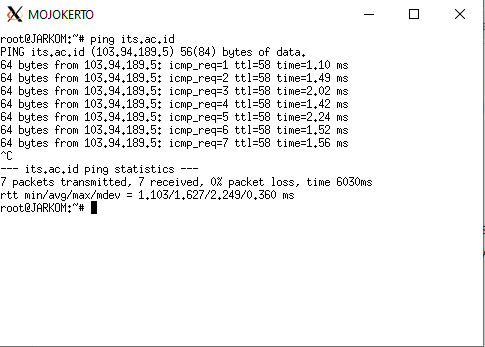 MOJOKERTO
root@JARKOM:~# ping its.ac.id
PING its.ac.id (103.94.189.5) 56(84) bytes of data.
64 bytes from 103.94.189.5: icmp_req=1 ttl=58 time=1.10 ms
64 bytes from 103.94.189.5: icmp_req=2 ttl=58 time=1.49 ms
64 bytes from 103.94.189.5: icmp_req=3 ttl=58 time=2.02 ms
64 bytes from 103.94.189.5: icmp_req=4 ttl=58 time=1.42 ms
64 bytes from 103.94.189.5: icmp_req=5 ttl=58 time=2.24 ms
64 bytes from 103.94.189.5: icmp_req=6 ttl=58 time=1.52 ms
64 bytes from 103.94.189.5: icmp_req=7 ttl=58 time=1.56 ms
^C
--- its.ac.id ping statistics ---
7 packets transmitted, 7 received, 0% packet loss, time 6030ms
rtt min/avg/max/mdev = 1.103/1.627/2.249/0.360 ms
root@JARKOM:~#